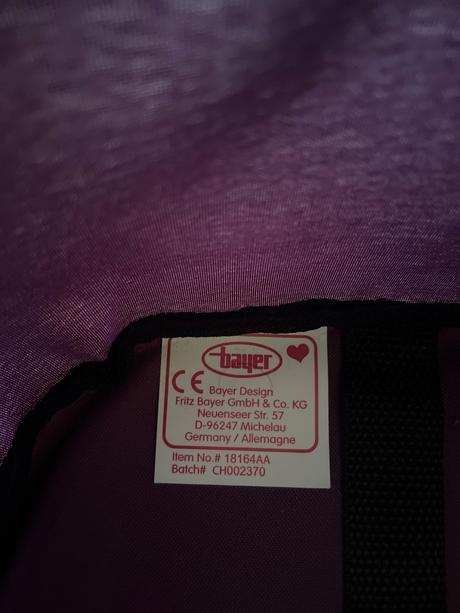 bayer
CE
Bayer Design
Fritz Bayer GmbH & Co. KG
Neuenseer Str. 57
D-96247 Michelau
Germany / Allemagne
Item No.# 18164AA
Batch# CH002370